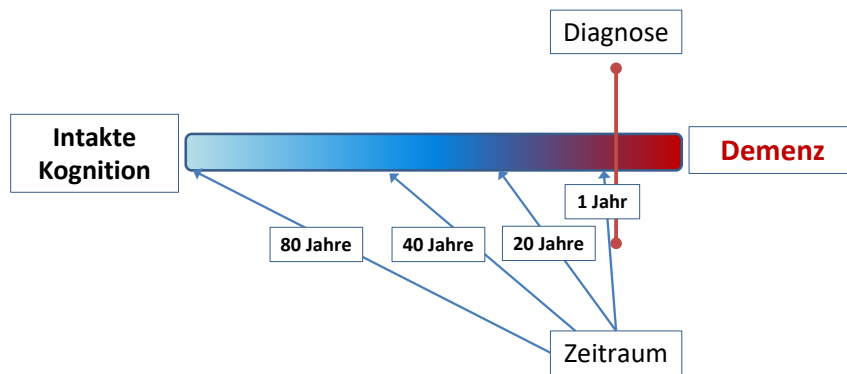 Diagnose
Intakte
Kognition
Demenz
1 Jahr
80 Jahre
40 Jahre
20 Jahre
Zeitraum